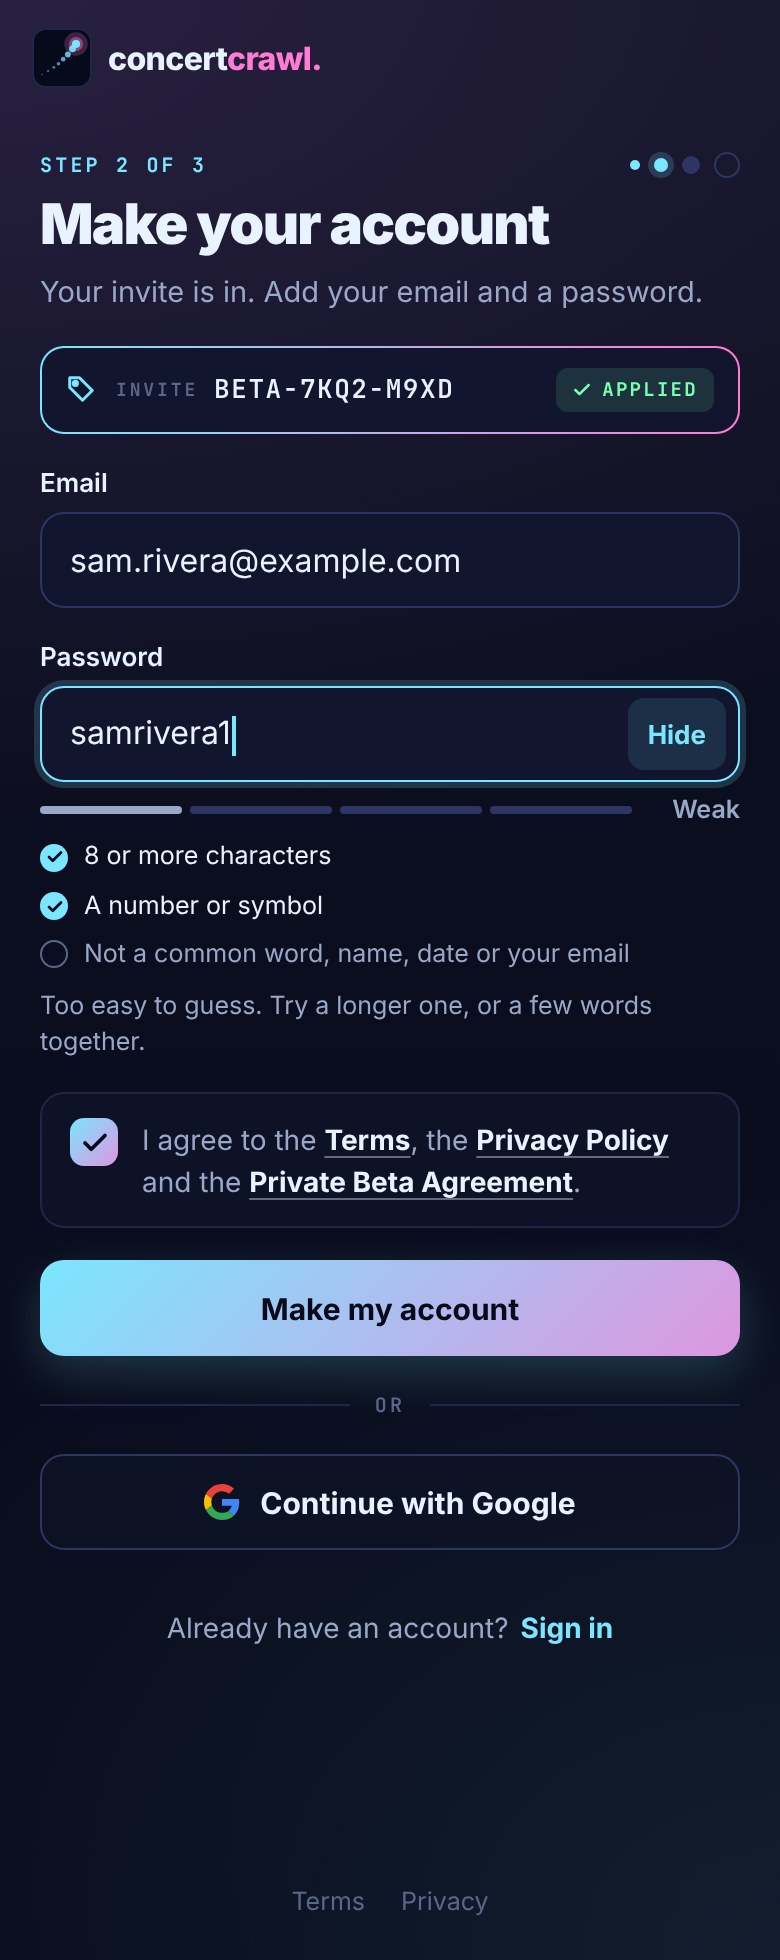 concertcrawl.
STEP 2 OF 3
Make your account
Your invite is in. Add your email and a password.
INVITE BETA-7KQ2-M9XD APPLIED
Email
sam.rivera@example.com
Password
samrivera1 Hide
Weak
8 or more characters
A number or symbol
Not a common word, name, date or your email
Too easy to guess. Try a longer one, or a few words
together.
I agree to the Terms, the Privacy Policy
and the Private Beta Agreement.
Make my account
OR
Continue with Google
Already have an account? Sign in
Terms Privacy